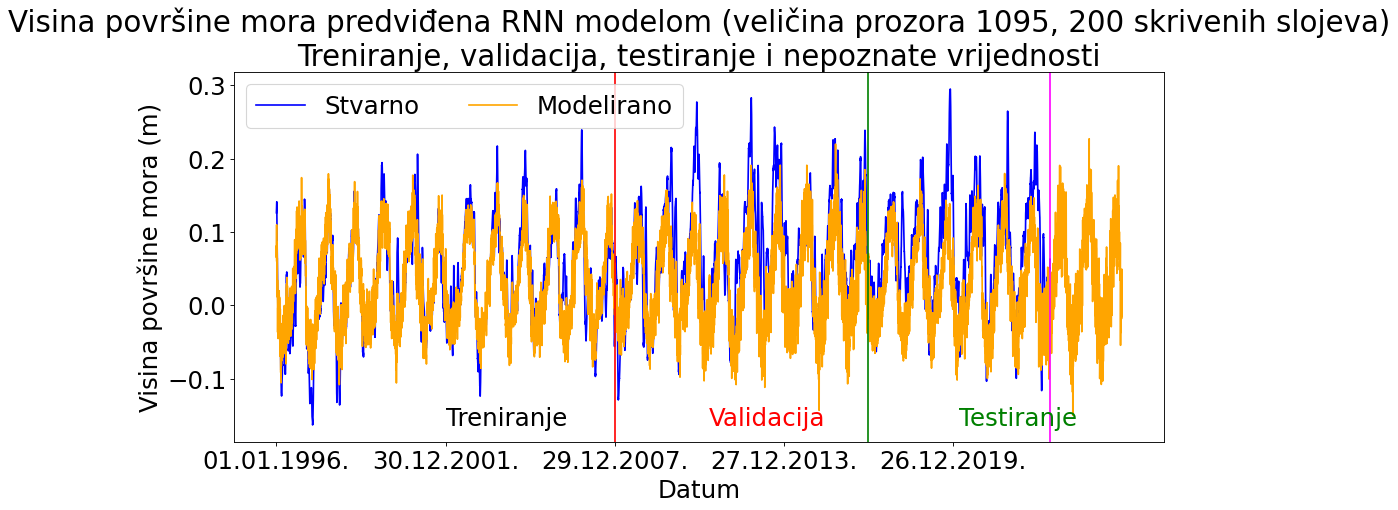 Visina površine mora predviđena RNN modelom (veličina prozora 1095, 200 skrivenih slojeva)
Treniranje, validacija, testiranje i nepoznate vrijednosti
Stvarno
Modelirano
Visina površine mora (m)
0.3
0.2
0.1
0.0
−0.1
Treniranje
Validacija
Testiranje
01.01.1996.
30.12.2001.
29.12.2007.
27.12.2013.
26.12.2019.
Datum